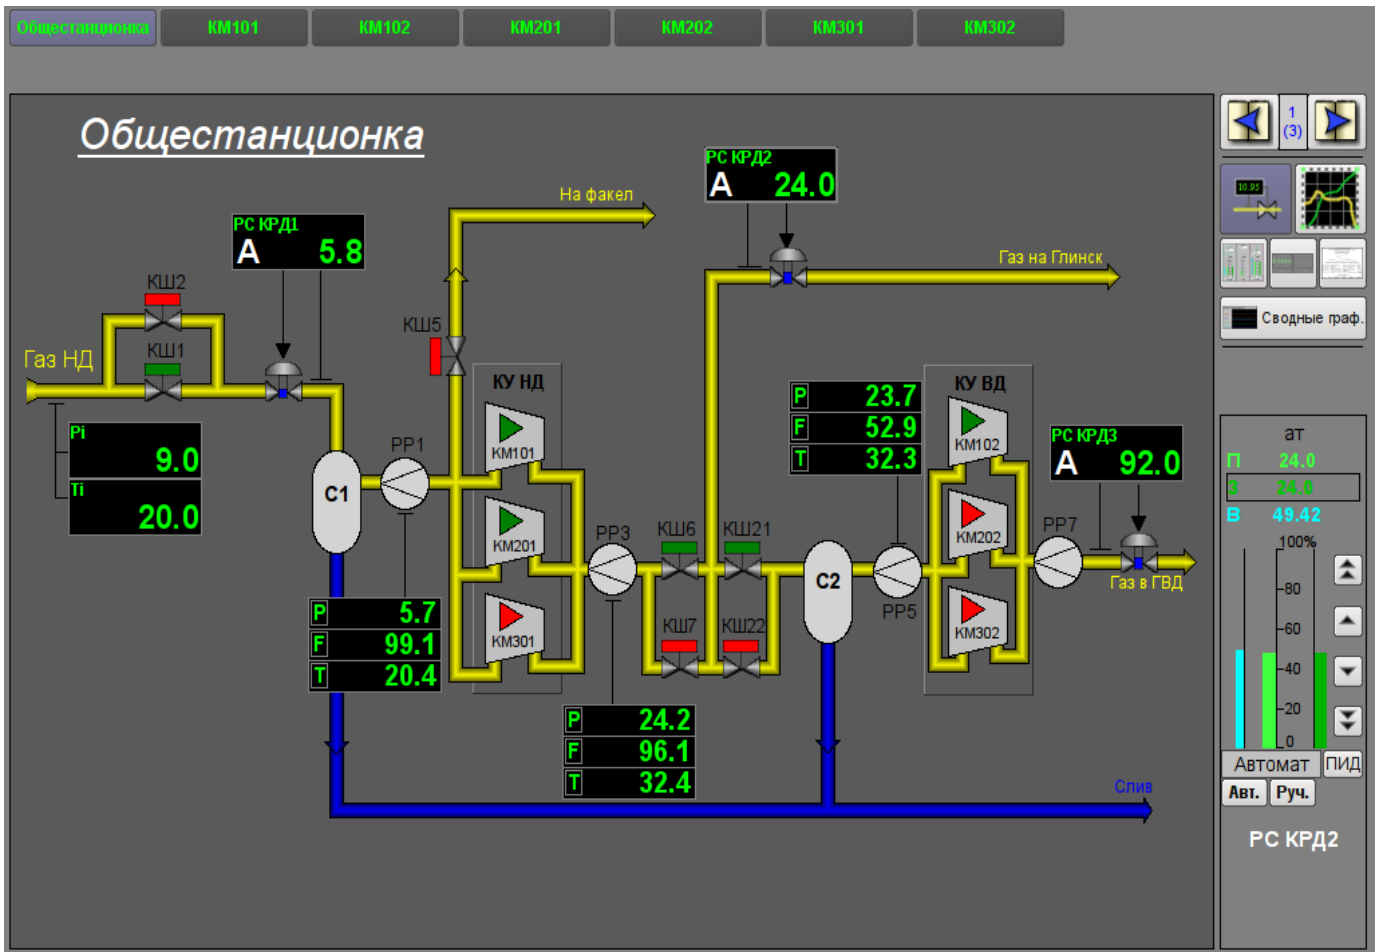 Общестанционка
КМ101
КМ102
КМ201
КМ202
КМ301
КМ302
Общестанционка
1
(3)
10.95
Сводные граф.
РС КРД1
А 5.8
РС КРД2
А 24.0
На факел
Газ на Глинск
КШ2
КШ1
КШ5
Газ НД
Pi
9.0
Ti
20.0
РР1
С1
КУ НД
КМ101
КМ201
КМ301
P 5.7
F 99.1
T 20.4
РР3
КШ6
КШ21
КШ7
КШ22
P 24.2
F 96.1
T 32.4
С2
P 23.7
F 52.9
T 32.3
РР5
КУ ВД
КМ102
КМ202
КМ302
РС КРД3
А 92.0
РР7
Газ в ГВД
Слив
ат
П 24.0
З 24.0
В 49.42
100%
80
60
40
20
0
Автомат
ПИД
Авт.
Руч.
РС КРД2